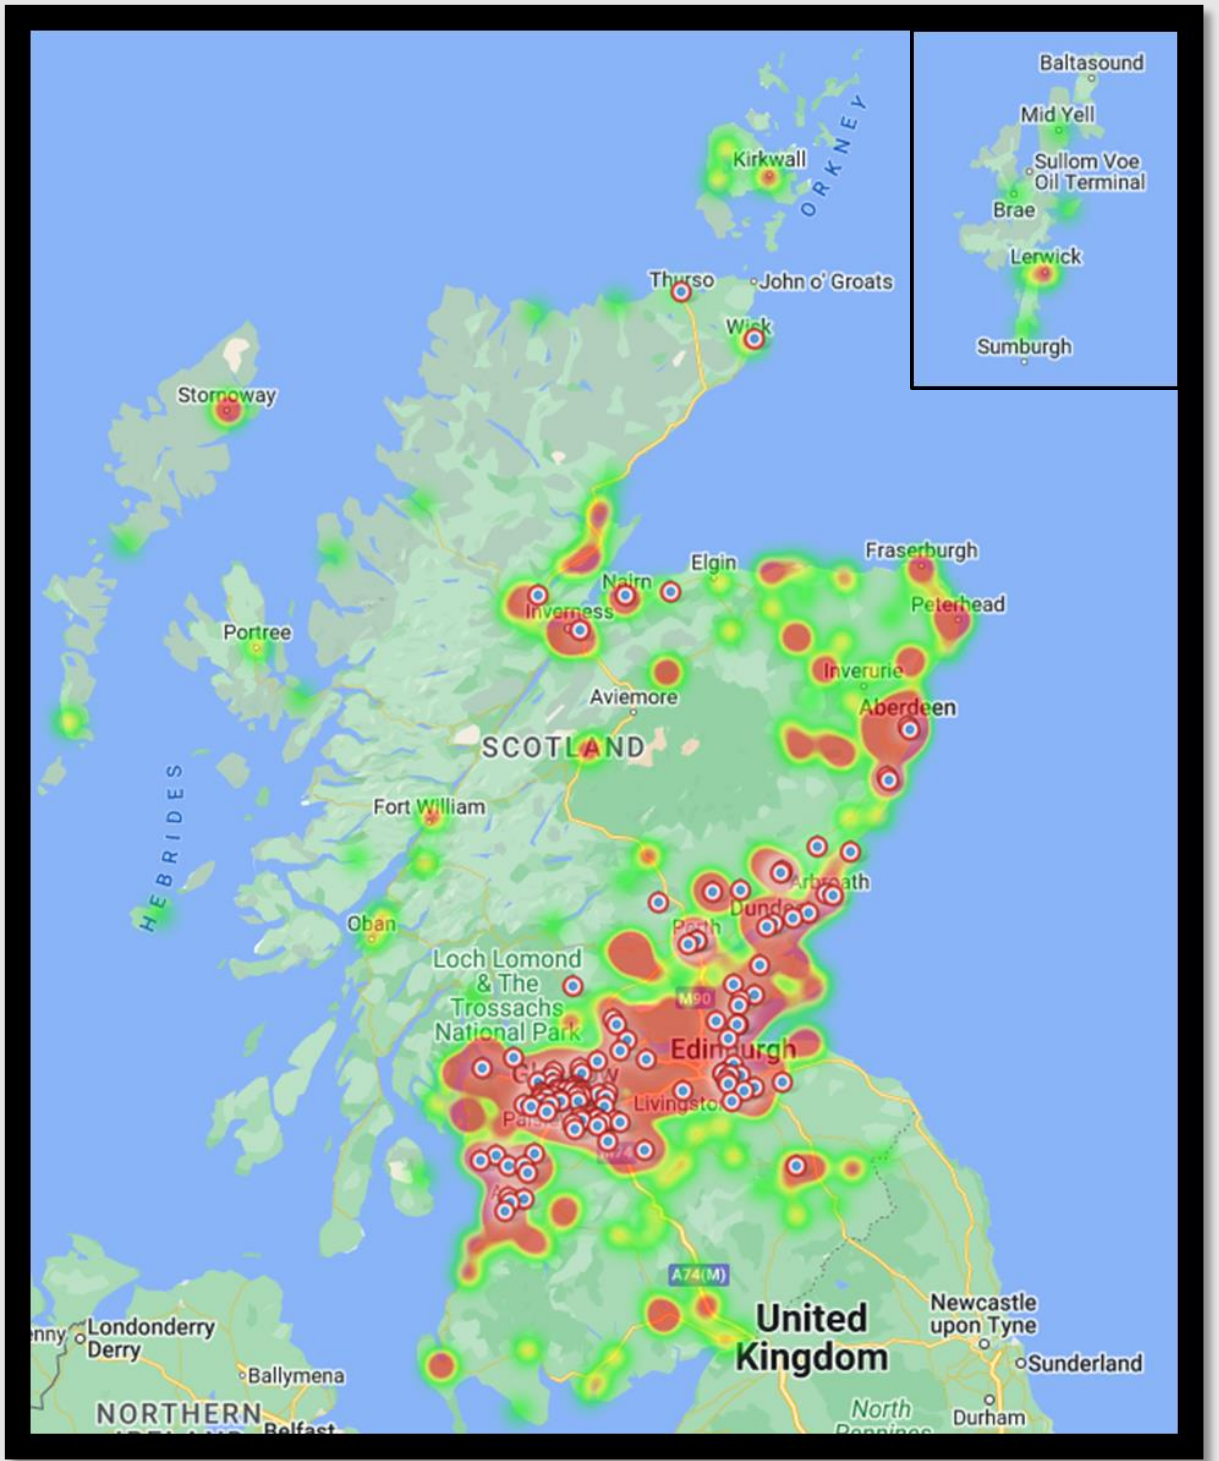 Baltasound
Mid Yell
Sullom Voe
Oil Terminal
Brae
Lerwick
Sumburgh
Kirkwall
ORKNEY
Thurso
John o' Groats
Wick
Stornoway
Elgin
Fraserburgh
Nairn
Inverness
Peterhead
Portree
Inverurie
Aviemore
Aberdeen
SCOTLAND
HEBRIDES
Fort William
Arbroath
Oban
Perth
Loch Lomond
& The
Trossachs
National Park
M90
Edinburgh
Livingston
M74
A74(M)
United
Kingdom
Newcastle
upon Tyne
Sunderland
Londonderry
Derry
Ballymena
NORTHERN
Belfast
North
Pennines
Durham